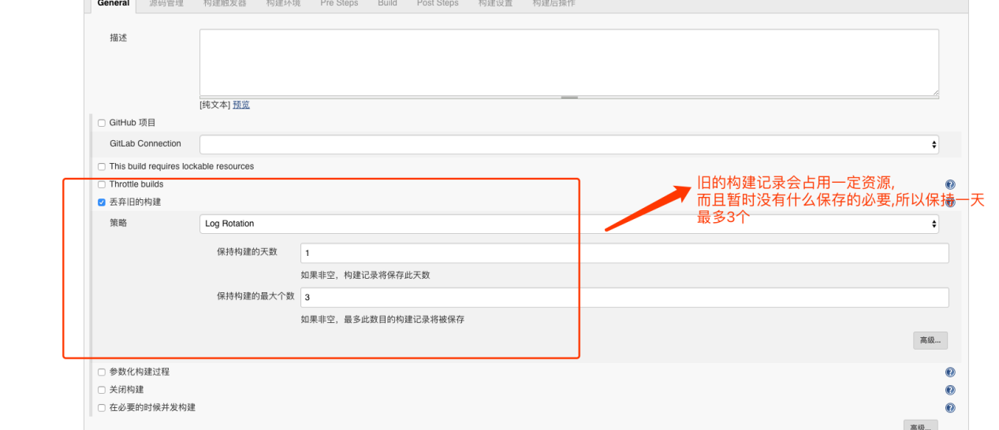 General 源码管理 构建触发器 构建环境 Pre Steps Build Post Steps 构建设置 构建后操作
描述
[纯文本] 预览
GitHub 项目
GitLab Connection
This build requires lockable resources
Throttle builds
丢弃旧的构建
旧的构建记录会占用一定资源,
而且暂时没有什么保存的必要,所以保持一天
最多3个
策略 Log Rotation
保持构建的天数 1
如果非空，构建记录将保存此天数
保持构建的最大个数 3
如果非空，最多此数目的构建记录将被保存
高级...
参数化构建过程
关闭构建
在必要的时候并发构建
高级...